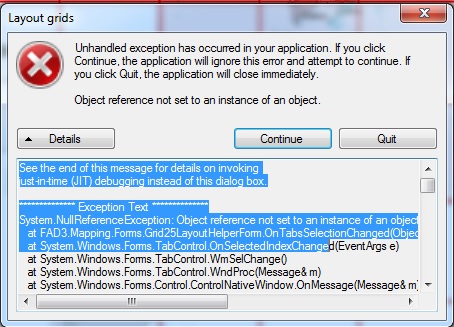 Layout grids
Unhandled exception has occurred in your application. If you click
Continue, the application will ignore this error and attempt to continue. If
you click Quit, the application will close immediately.
Object reference not set to an instance of an object.
Details
Continue
Quit
See the end of this message for details on invoking
just-in-time (JIT) debugging instead of this dialog box.
************** Exception Text **************
System.NullReferenceException: Object reference not set to an instance of an object
at FAD3.Mapping.Forms.Grid25LayoutHelperForm.OnTabsSelectionChanged(Objec
at System.Windows.Forms.TabControl.OnSelectedIndexChanged(EventArgs e)
at System.Windows.Forms.TabControl.WmSelChange()
at System.Windows.Forms.TabControl.WndProc(Message& m)
at System.Windows.Forms.Control.ControlNativeWindow.OnMessage(Message& m)